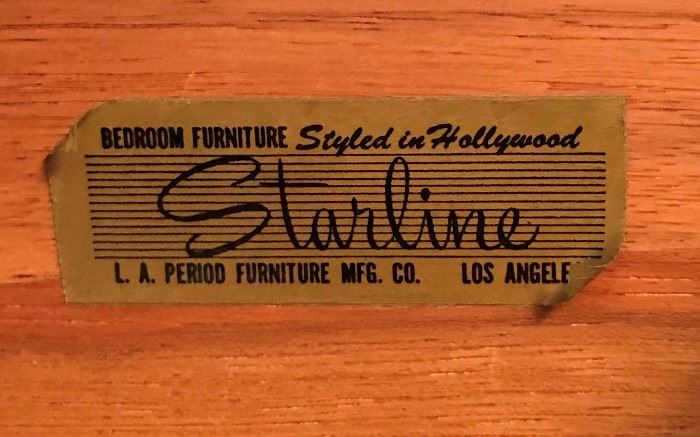 BEDROOM FURNITURE Styled in Hollywood
Starline
L. A. PERIOD FURNITURE MFG. CO. LOS ANGELE